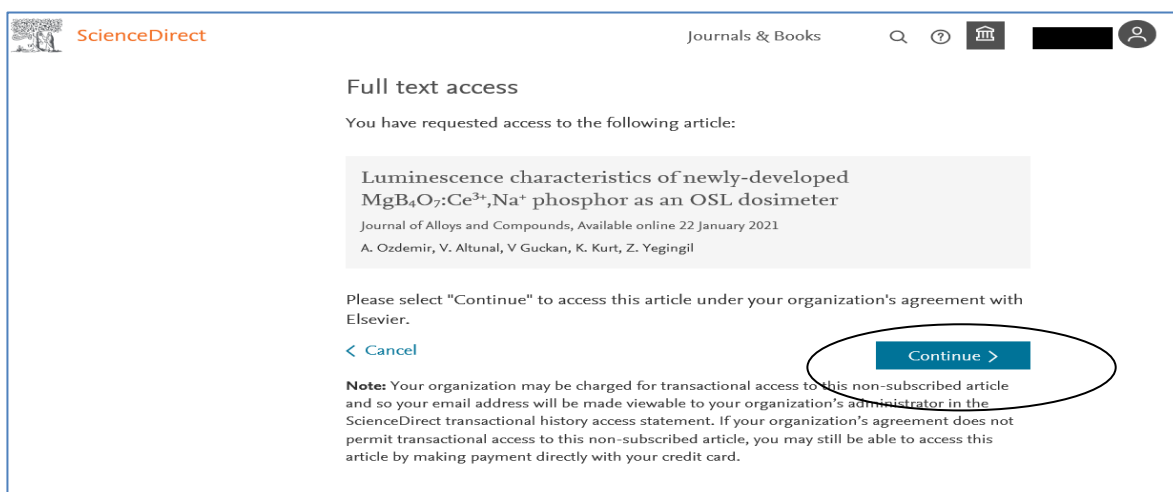 ScienceDirect
Journals & Books
Full text access
You have requested access to the following article:
Luminescence characteristics of newly-developed
MgB₄O₇:Ce³⁺,Na⁺ phosphor as an OSL dosimeter
Journal of Alloys and Compounds, Available online 22 January 2021
A. Ozdemir, V. Altunal, V Guckan, K. Kurt, Z. Yegingil
Please select "Continue" to access this article under your organization's agreement with
Elsevier.
< Cancel
Continue >
Note: Your organization may be charged for transactional access to this non-subscribed article
and so your email address will be made viewable to your organization's administrator in the
ScienceDirect transactional history access statement. If your organization's agreement does not
permit transactional access to this non-subscribed article, you may still be able to access this
article by making payment directly with your credit card.